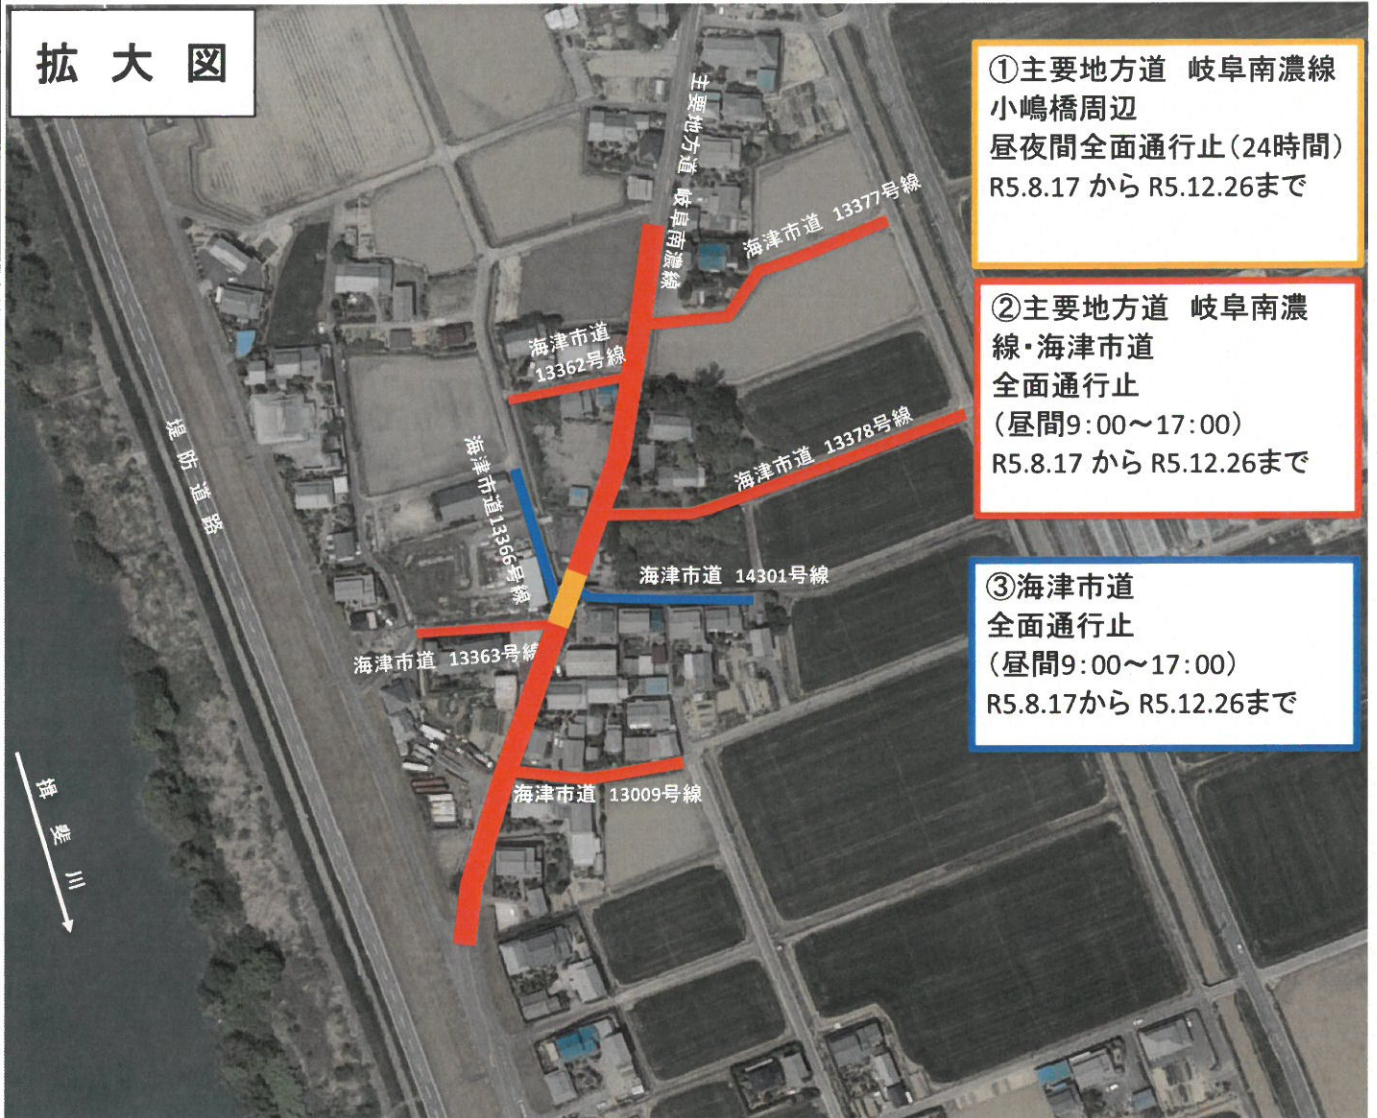 拡大図
①主要地方道 岐阜南濃線
小嶋橋周辺
昼夜間全面通行止(24時間)
R5.8.17 から R5.12.26まで
②主要地方道 岐阜南濃
線・海津市道
全面通行止
(昼間9:00～17:00)
R5.8.17 から R5.12.26まで
③海津市道
全面通行止
(昼間9:00～17:00)
R5.8.17から R5.12.26まで
主要地方道 岐阜南濃線
海津市道 13377号線
海津市道
13362号線
海津市道 13378号線
海津市道13366号線
海津市道 14301号線
海津市道 13363号線
海津市道 13009号線
堤防道路
揖斐川